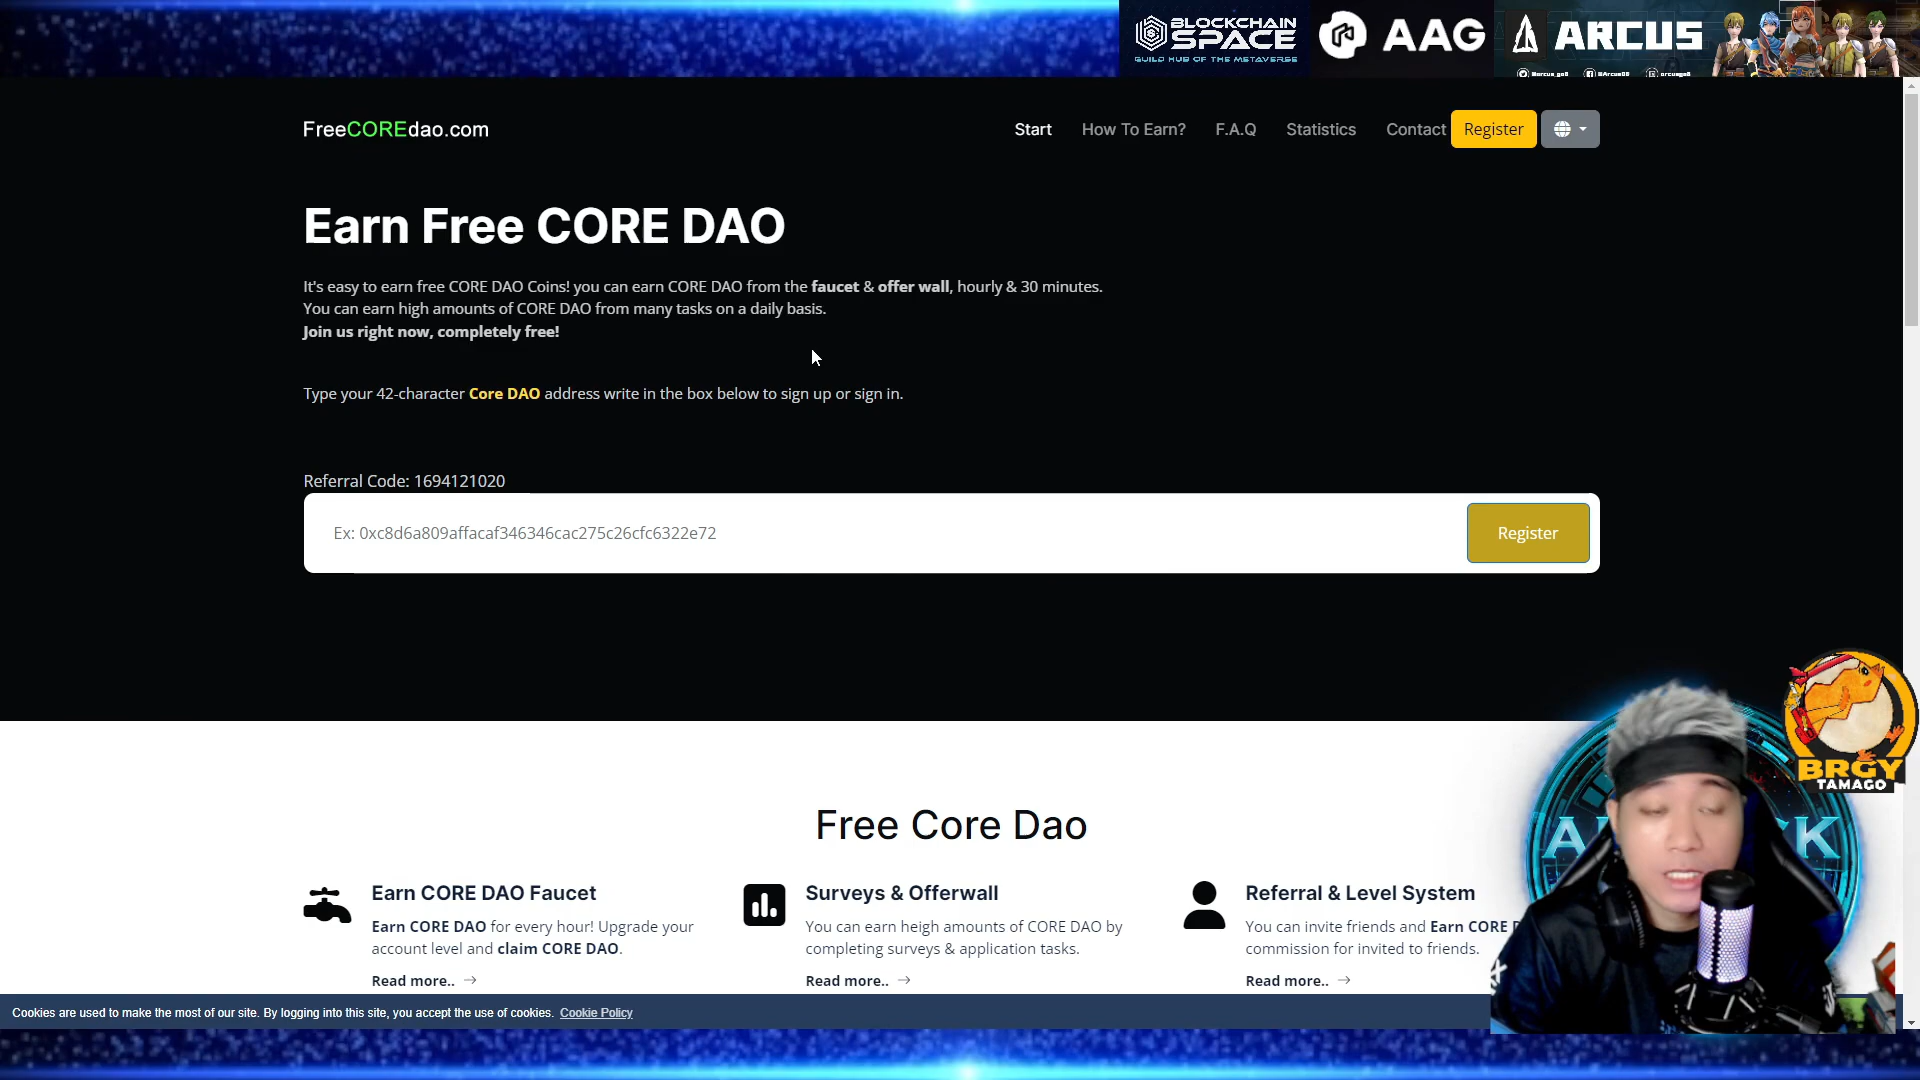 BLOCKCHAIN
SPACE
GUILD HUB OF THE METAVERSE
AAG
ARCUS
FreeCOREdao.com
Start
How To Earn?
F.A.Q
Statistics
Contact
Register
Earn Free CORE DAO
It's easy to earn free CORE DAO Coins! you can earn CORE DAO from the faucet & offer wall, hourly & 30 minutes.
You can earn high amounts of CORE DAO from many tasks on a daily basis.
Join us right now, completely free!
Type your 42-character Core DAO address write in the box below to sign up or sign in.
Referral Code: 1694121020
Ex: 0xc8d6a809affacaf346346cac275c26cfc6322e72
Register
BRGY
TAMAGO
Free Core Dao
Earn CORE DAO Faucet
Earn CORE DAO for every hour! Upgrade your
account level and claim CORE DAO.
Read more..
Surveys & Offerwall
You can earn heigh amounts of CORE DAO by
completing surveys & application tasks.
Read more..
Referral & Level System
You can invite friends and Earn CORE
commission for invited to friends.
Read more..
Cookies are used to make the most of our site. By logging into this site, you accept the use of cookies. Cookie Policy